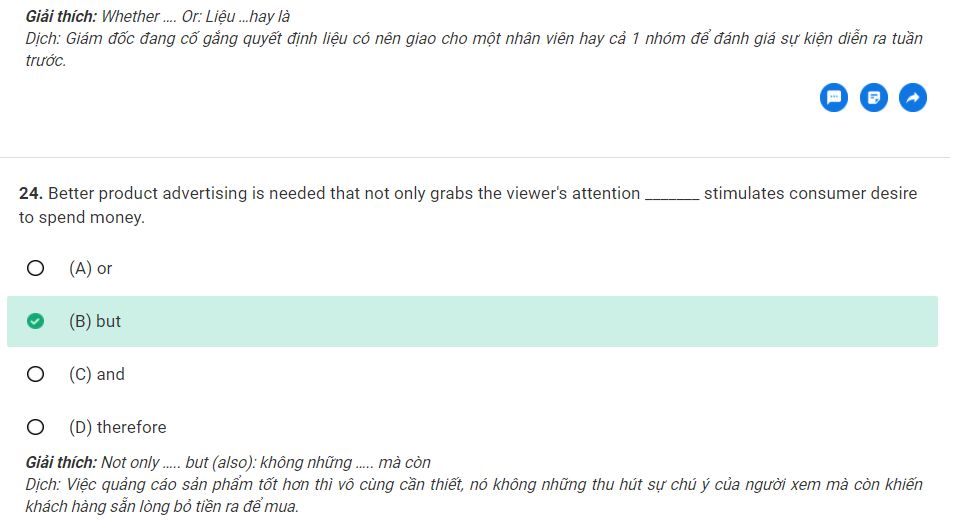 Giải thích: Whether .... Or: Liệu ...hay là
Dịch: Giám đốc đang cố gắng quyết định liệu có nên giao cho một nhân viên hay cả 1 nhóm để đánh giá sự kiện diễn ra tuần
trước.
24. Better product advertising is needed that not only grabs the viewer's attention _______ stimulates consumer desire
to spend money.
(A) or
(B) but
(C) and
(D) therefore
Giải thích: Not only ..... but (also): không những ..... mà còn
Dịch: Việc quảng cáo sản phẩm tốt hơn thì vô cùng cần thiết, nó không những thu hút sự chú ý của người xem mà còn khiến
khách hàng sẵn lòng bỏ tiền ra để mua.